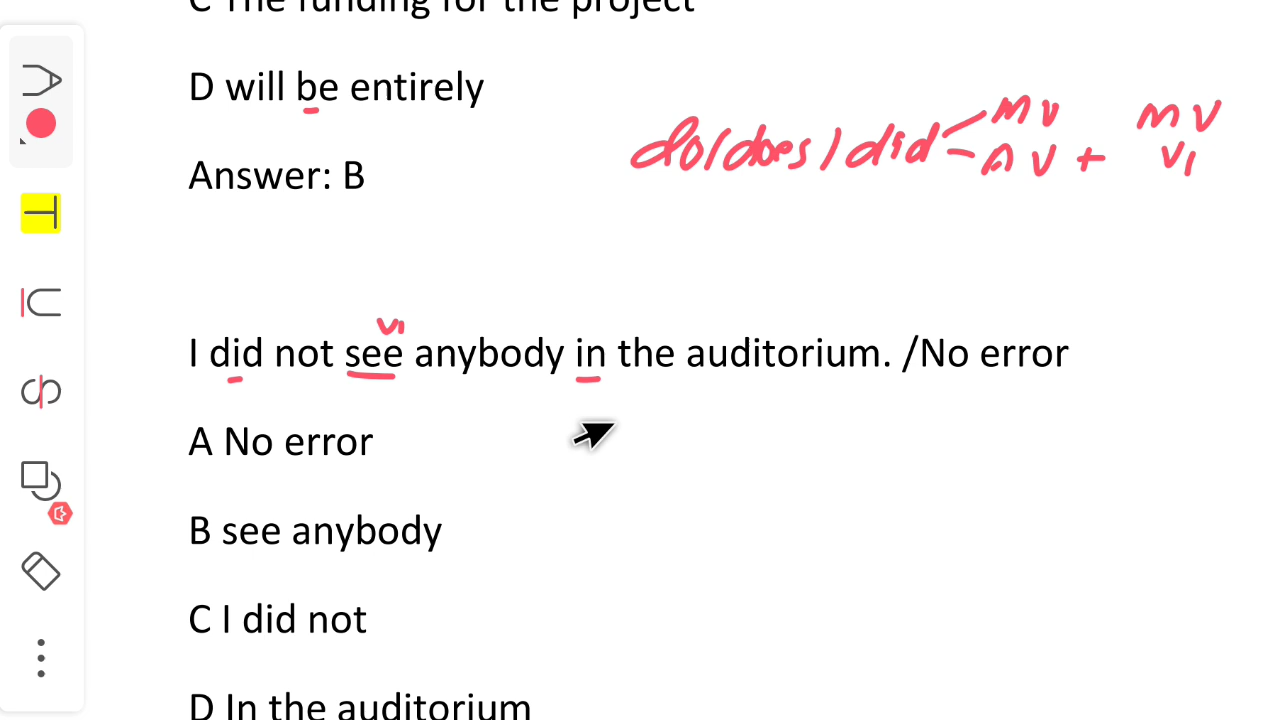 C The funding for the project
D will be entirely
do/does/did MV MV
AV + V1
Answer: B
V1
I did not see anybody in the auditorium. /No error
A No error
B see anybody
C I did not
D In the auditorium